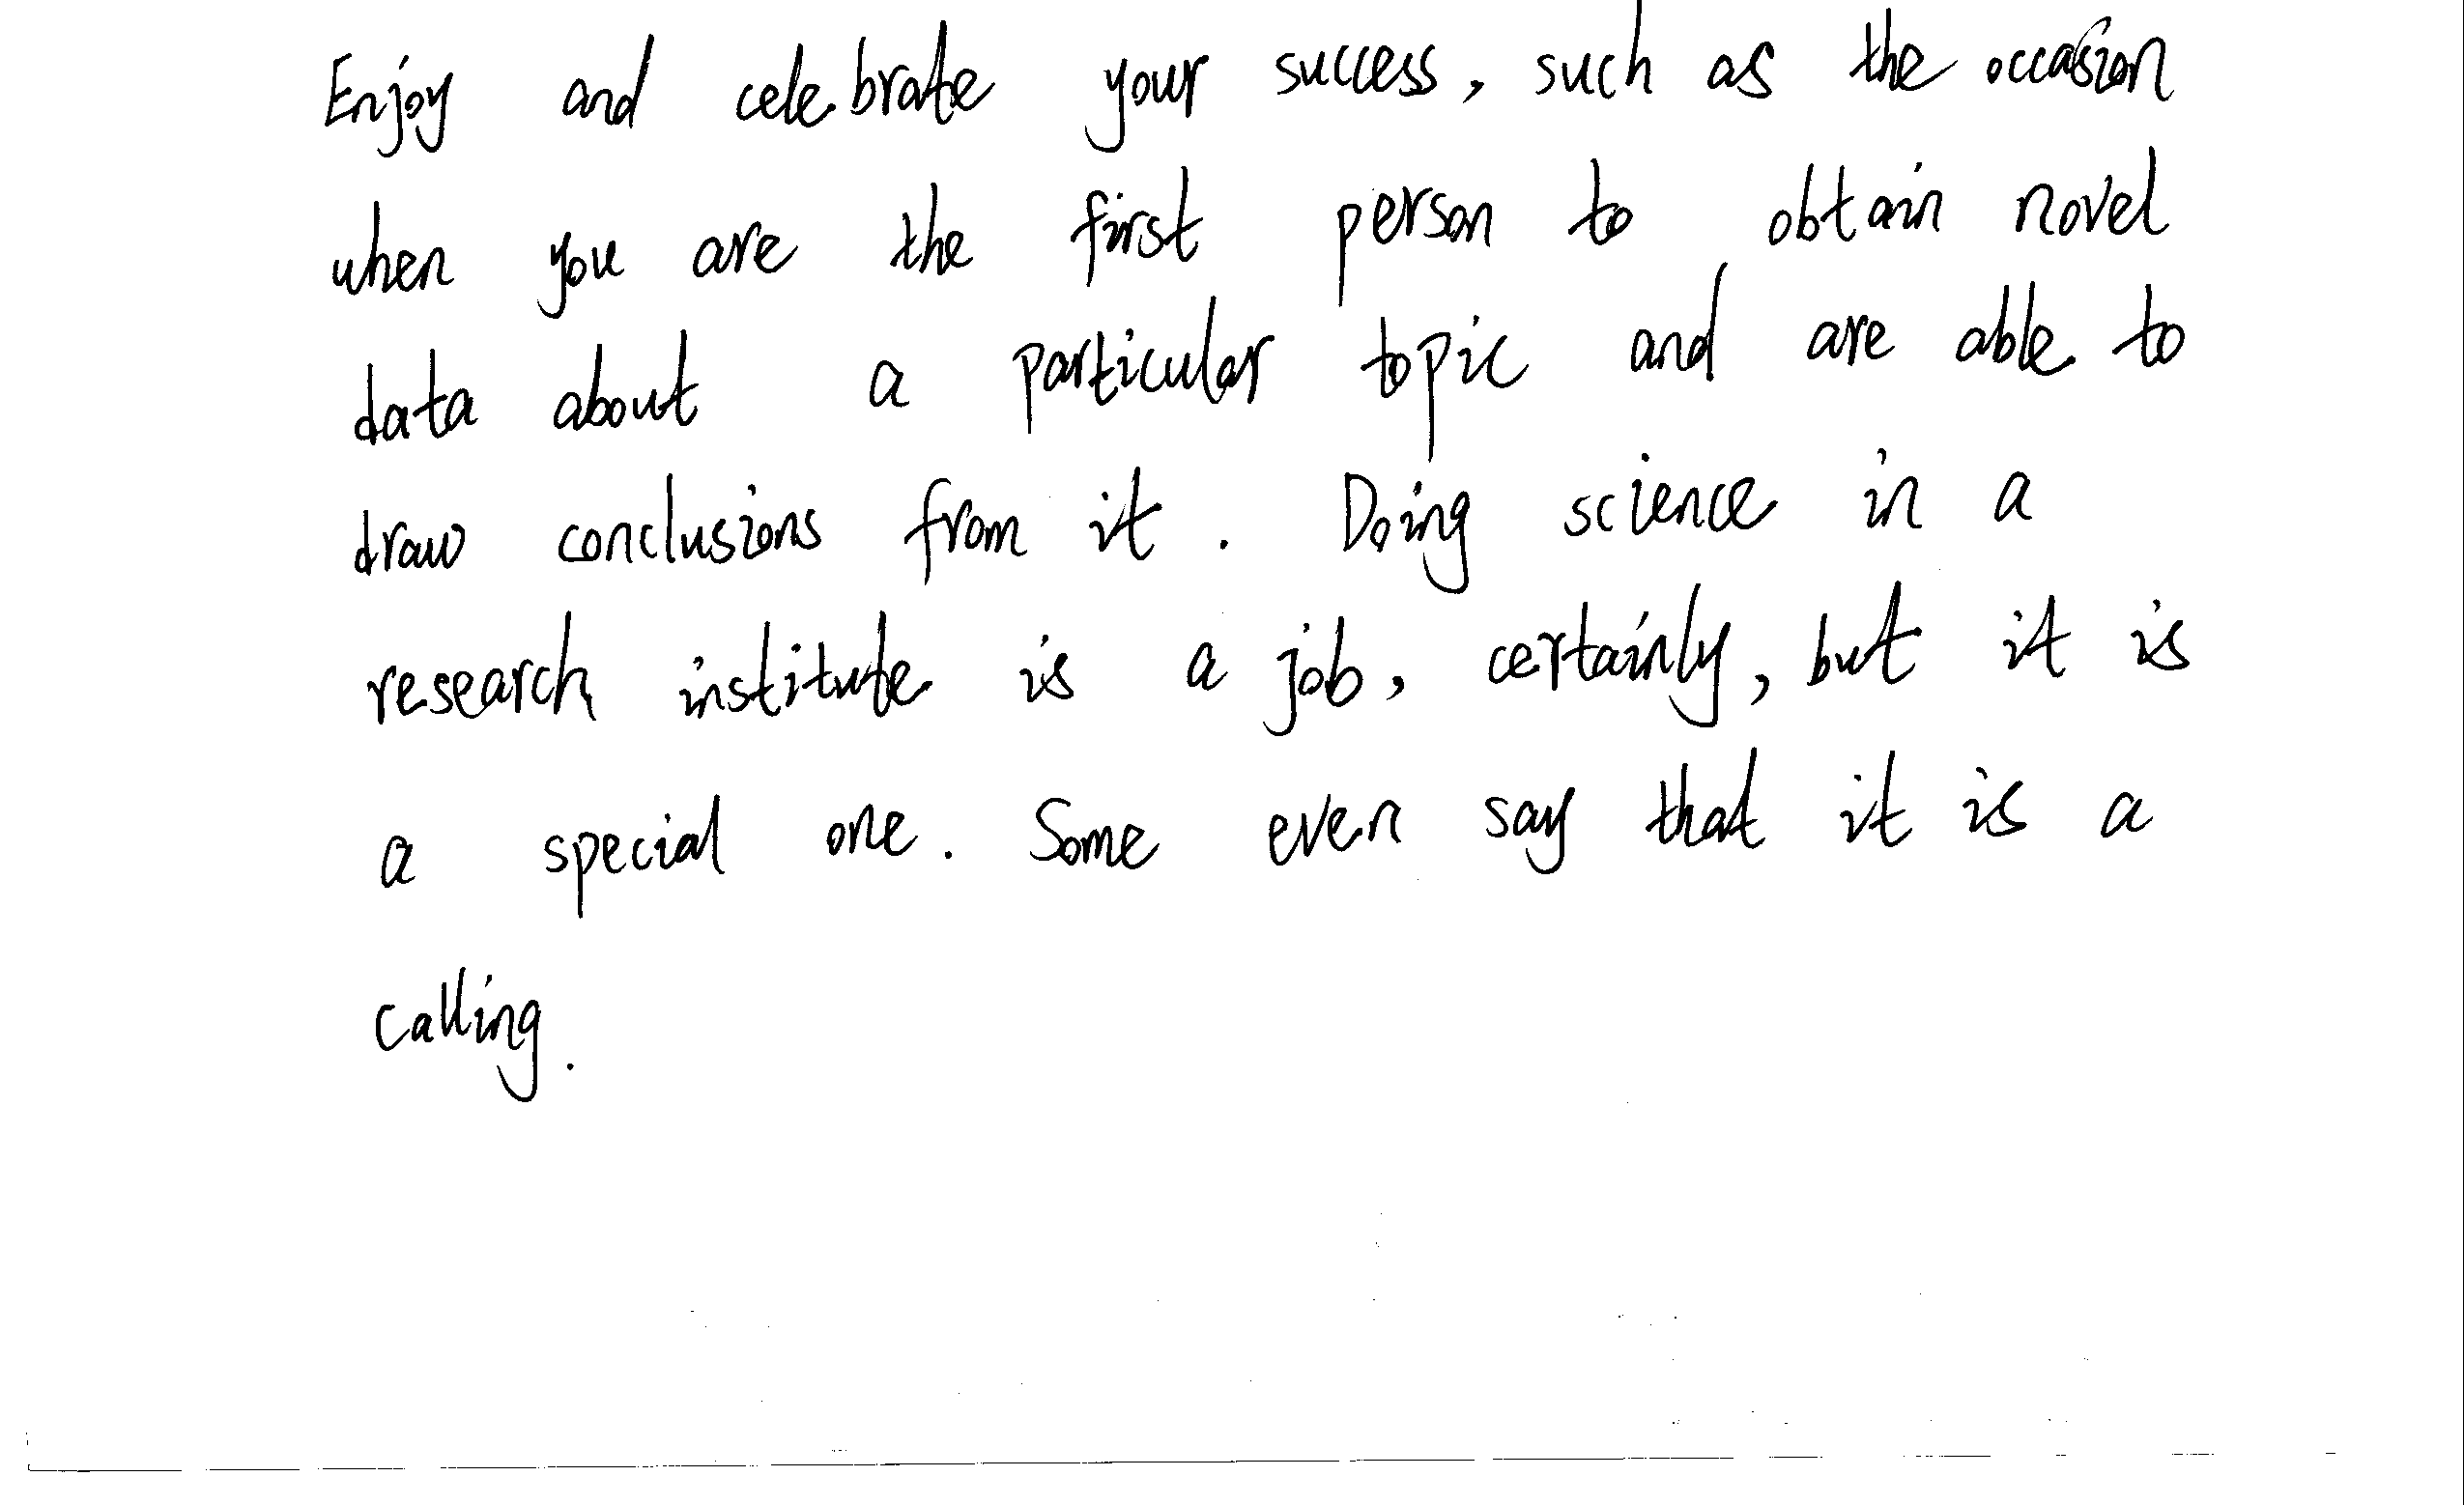 Enjoy and celebrate your success, such as the occasion
when you are the first person to obtain novel
data about a particular topic and are able to
draw conclusions from it. Doing science in a
research institute is a job, certainly, but it is
a special one. Some even say that it is a
calling.